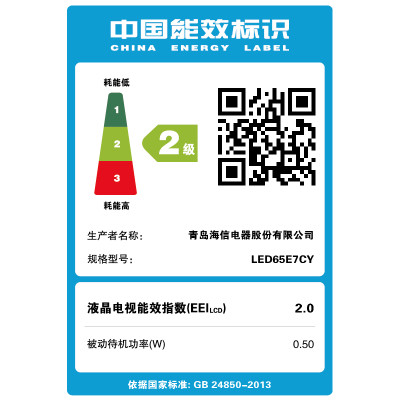 中国能效标识
CHINA ENERGY LABEL
耗能低
1
2
3
2级
耗能高
生产者名称: 青岛海信电器股份有限公司
规格型号: LED65E7CY
液晶电视能效指数(EEILCD) 2.0
被动待机功率(W) 0.50
依据国家标准: GB 24850-2013